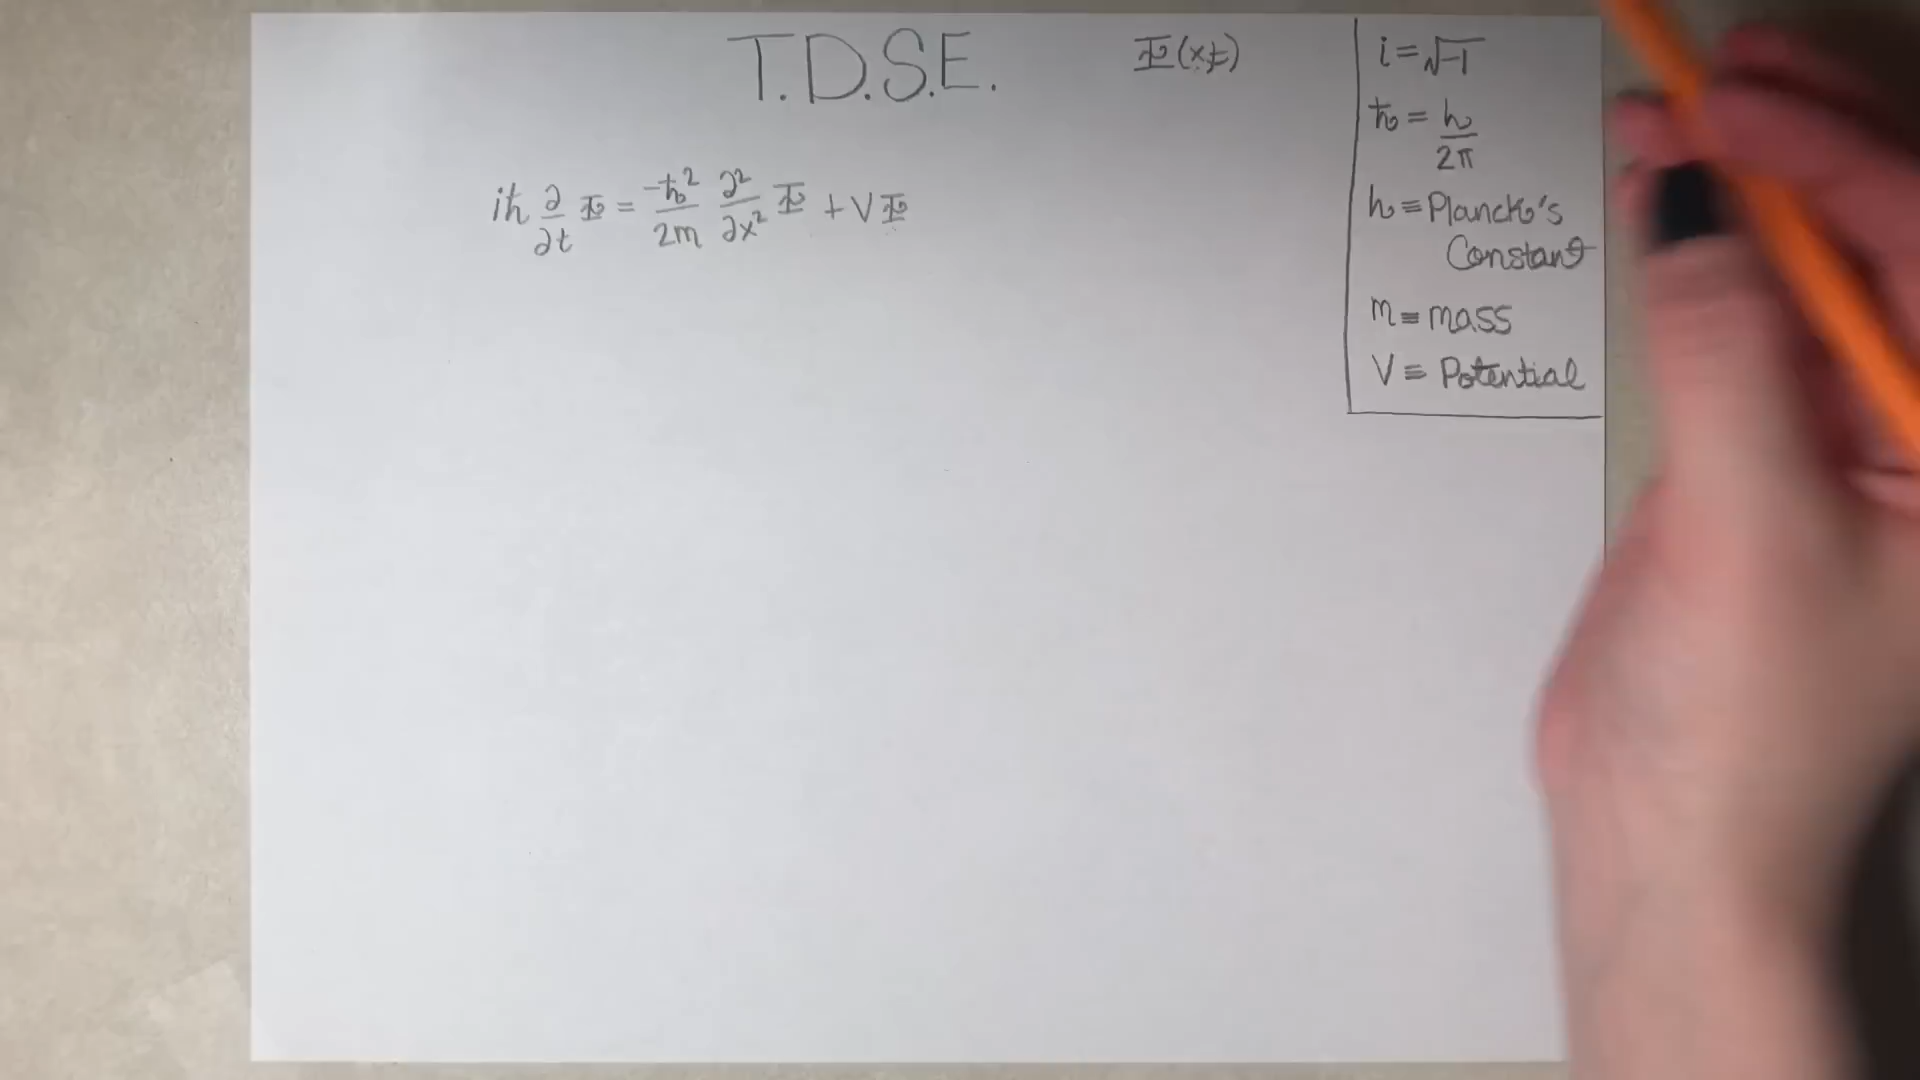 T.D.S.E.
Ψ(x,t)
iħ ∂/∂t Ψ = -ħ²/2m ∂²/∂x² Ψ + VΨ
i = √-1
ħ = h/2π
h ≡ Planck's
Constant
m ≡ mass
V ≡ Potential